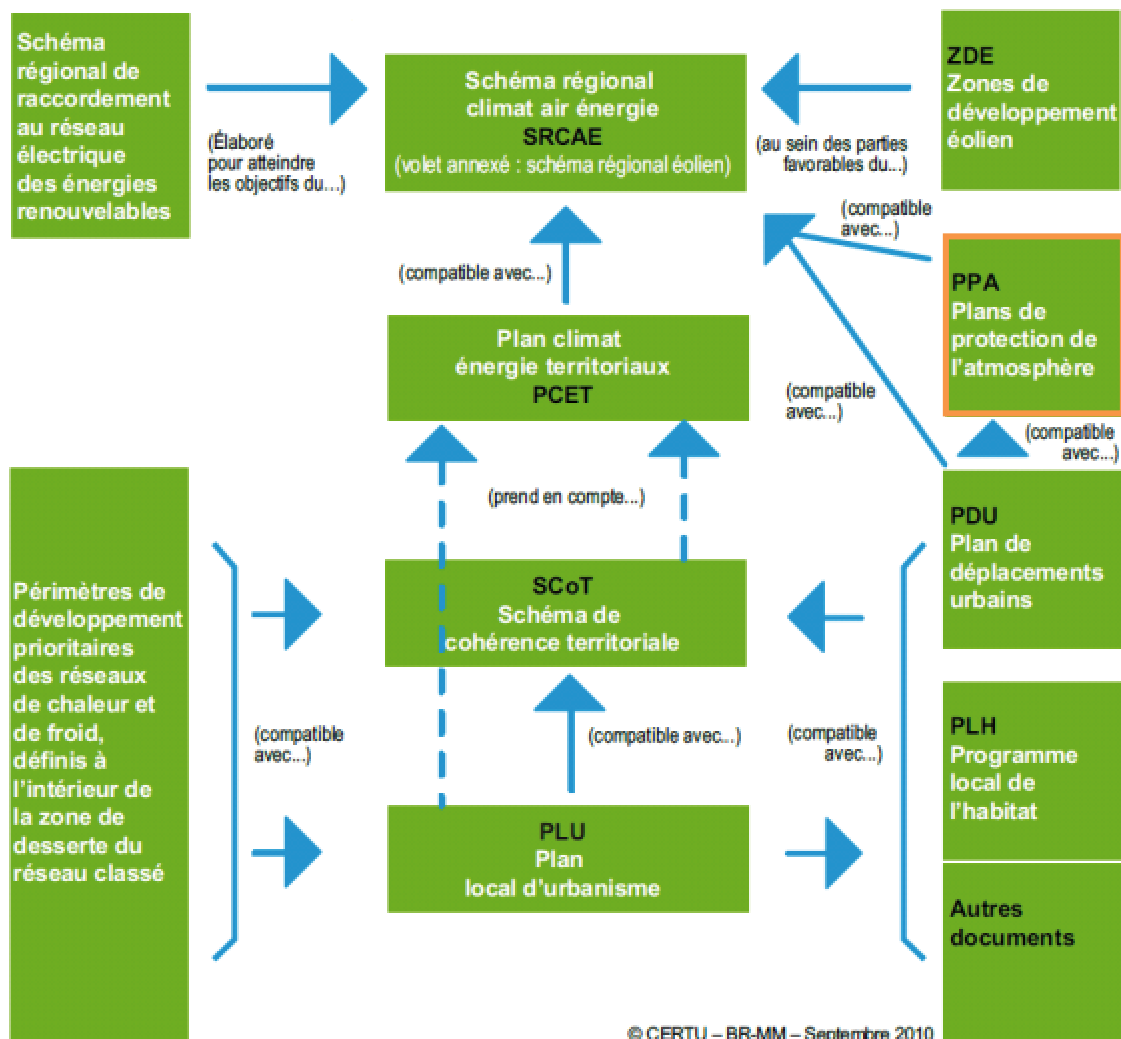 Schéma
régional de
raccordement
au réseau
électrique
des énergies
renouvelables
(Élaboré
pour atteindre
les objectifs du...)
Schéma régional
climat air énergie
SRCAE
(volet annexé : schéma régional éolien)
(au sein des parties
favorables du...)
ZDE
Zones de
développement
éolien
(compatible
avec...)
(compatible avec...)
PPA
Plans de
protection de
l'atmosphère
Plan climat
énergie territoriaux
PCET
(compatible
avec...)
(compatible
avec...)
(prend en compte...)
PDU
Plan de
déplacements
urbains
Périmètres de
développement
prioritaires
des réseaux
de chaleur et
de froid,
définis à
l'intérieur de
la zone de
desserte du
réseau classé
SCoT
Schéma de
cohérence territoriale
(compatible
avec...)
(compatible avec...)
(compatible
avec...)
PLH
Programme
local de
l'habitat
PLU
Plan
local d'urbanisme
Autres
documents
© CERTU – BR-MM – Septembre 2010